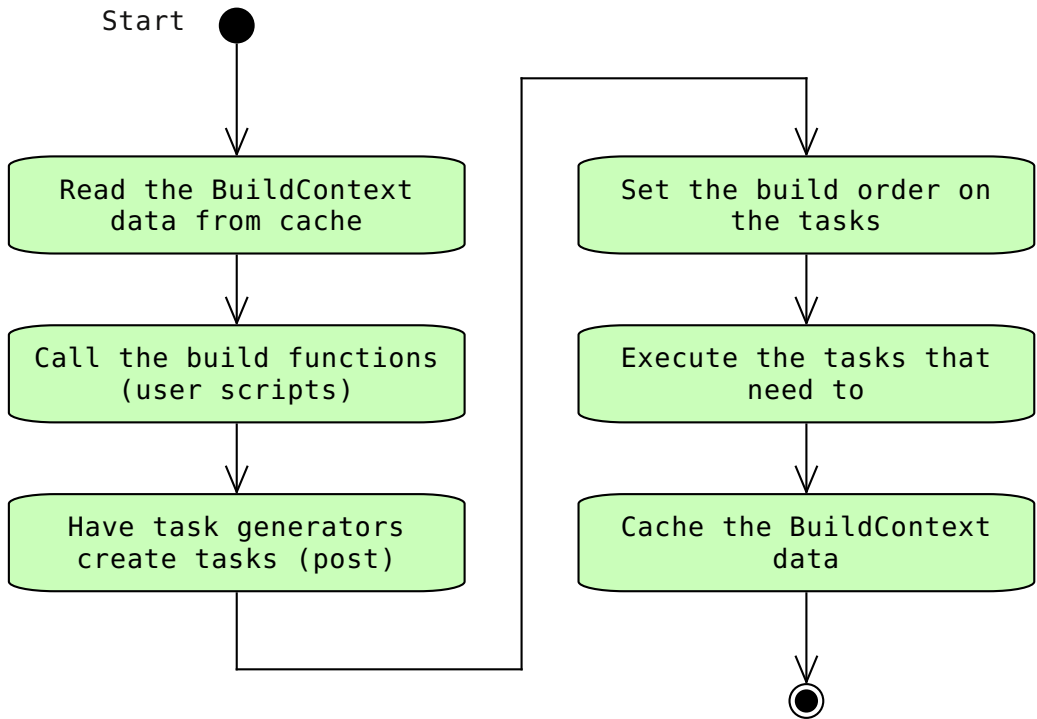 Start
Read the BuildContext
data from cache
Call the build functions
(user scripts)
Have task generators
create tasks (post)
Set the build order on
the tasks
Execute the tasks that
need to
Cache the BuildContext
data